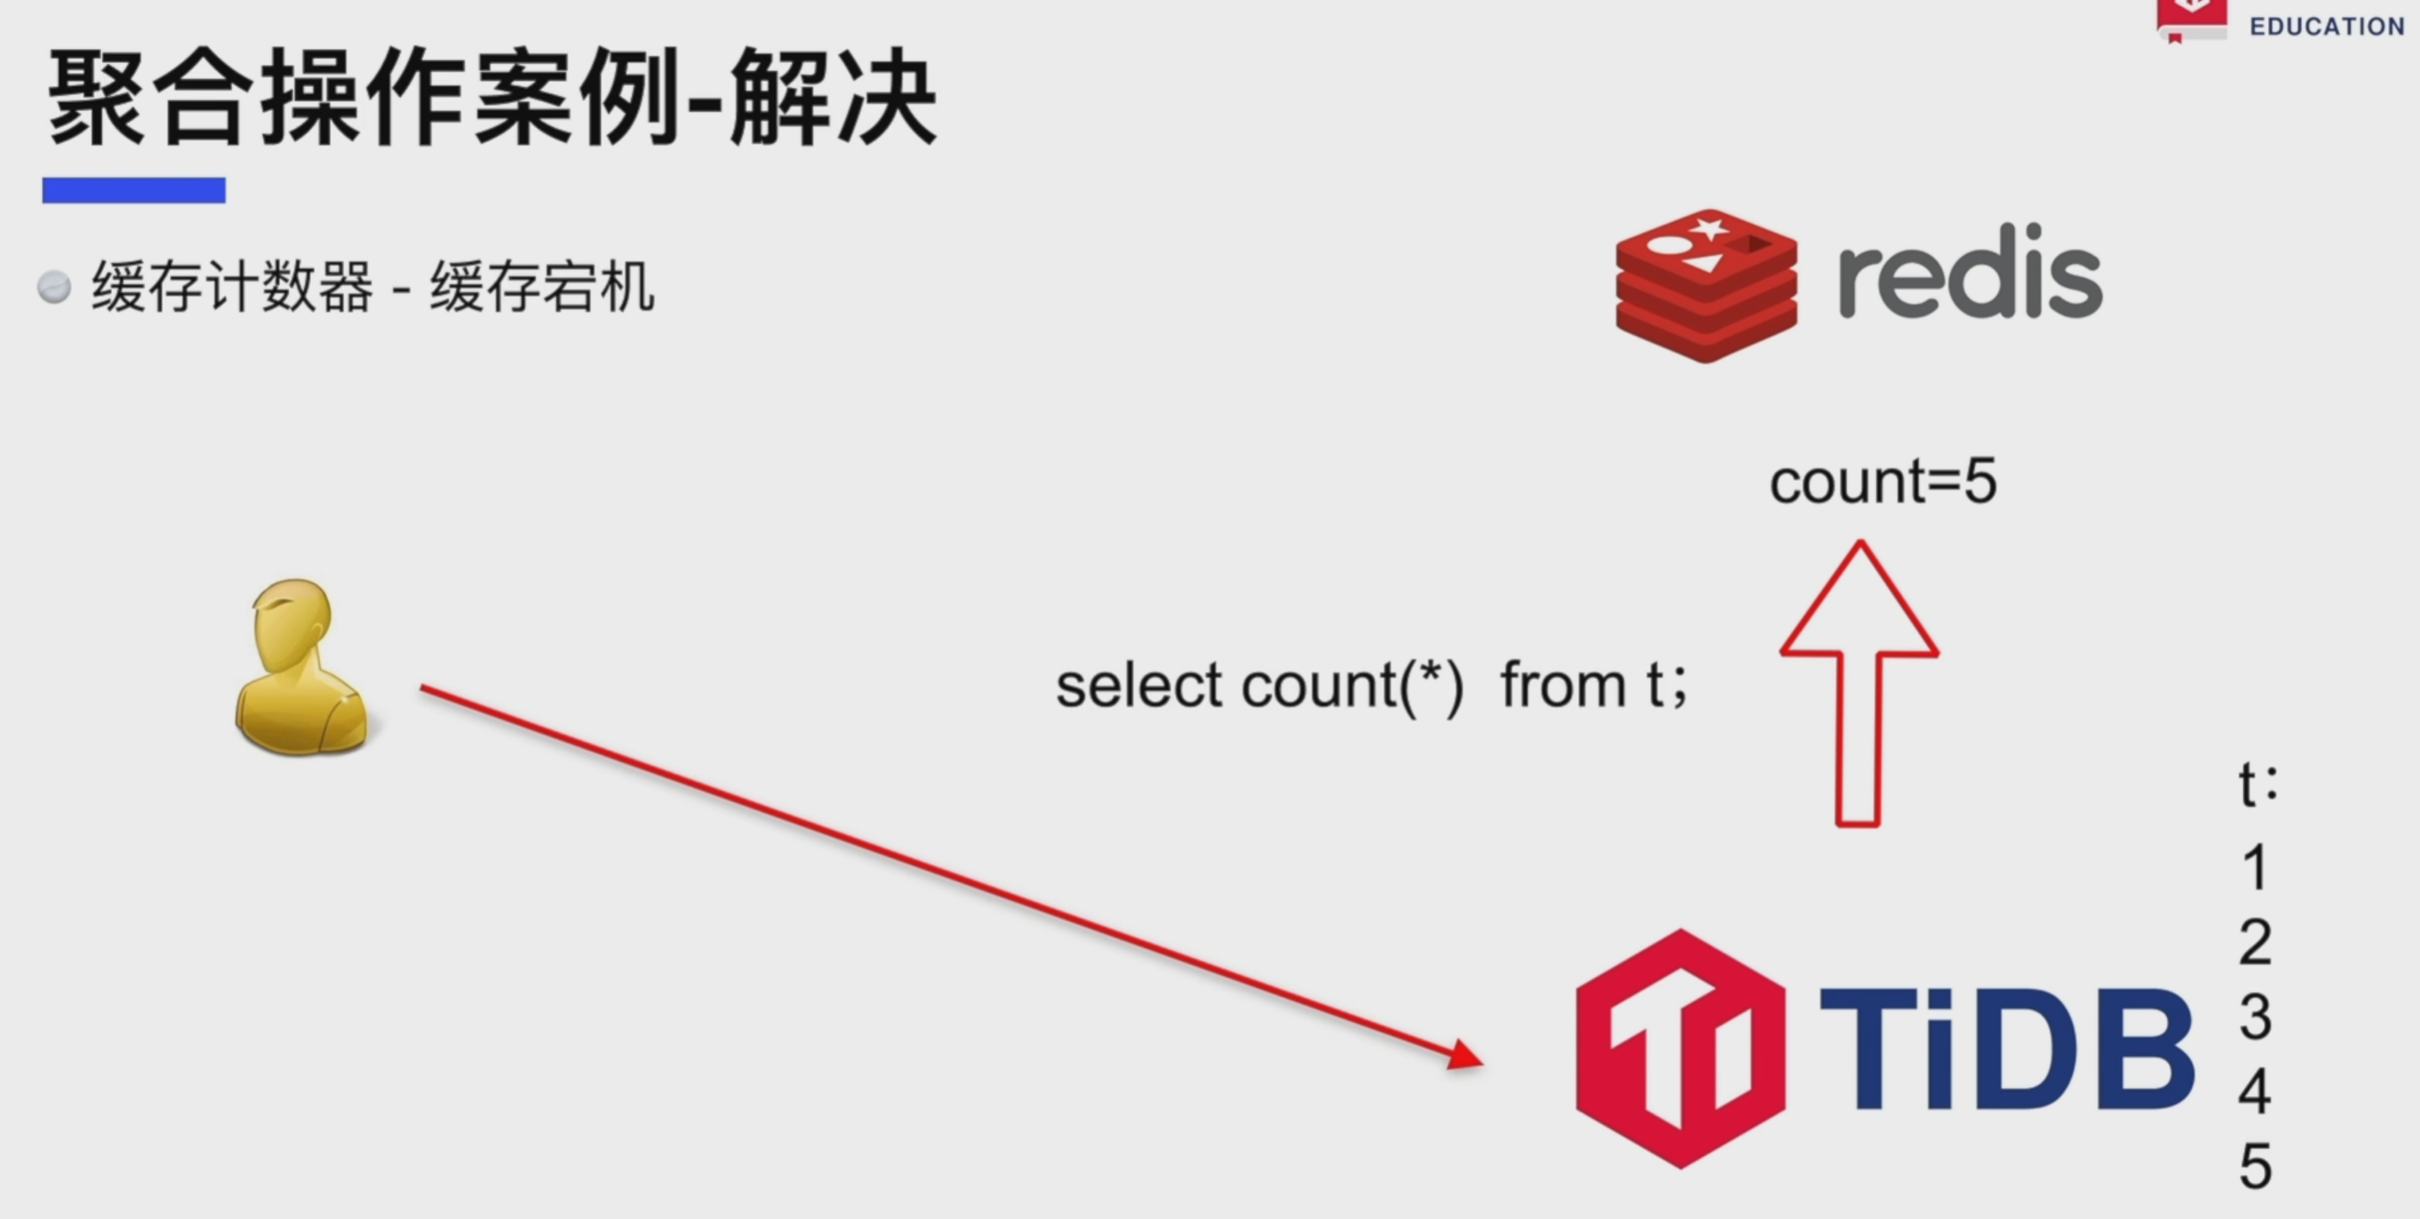 EDUCATION
聚合操作案例-解决
缓存计数器 - 缓存宕机
redis
count=5
select count(*) from t;
t:
1
2
3
4
5
TiDB